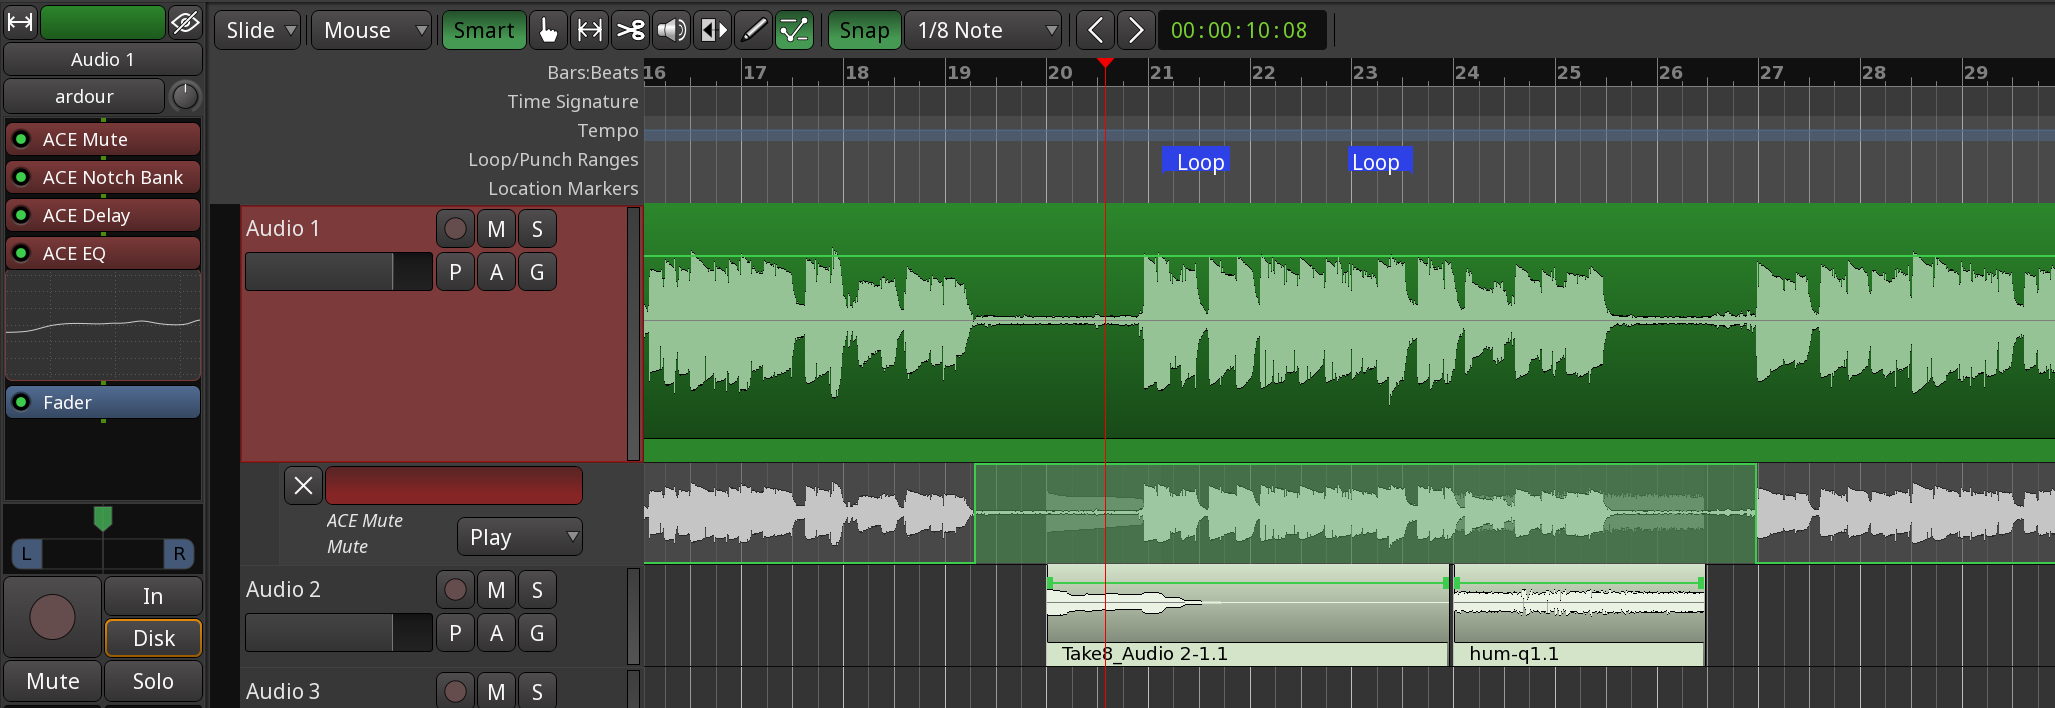 Slide Mouse Smart Snap 1/8 Note 00:00:10:08
Audio 1
ardour
ACE Mute
ACE Notch Bank
ACE Delay
ACE EQ
Fader
L R
In
Disk
Mute Solo
Bars:Beats 16 17 18 19 20 21 22 23 24 25 26 27 28 29
Time Signature
Tempo
Loop/Punch Ranges Loop Loop
Location Markers
Audio 1 M S
P A G
ACE Mute
Mute
Play
Audio 2 M S
P A G
Take8_Audio 2-1.1 hum-q1.1
Audio 3 M S